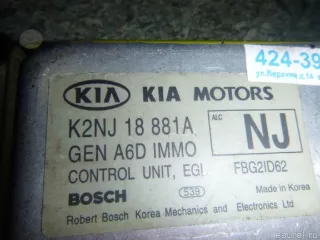 424-39
KIA KIA MOTORS
K2NJ 18 881A
ALC NJ
GEN A6D IMMO
CONTROL UNIT, EGI.
FBG2ID62
BOSCH 539 Made in Korea
Robert Bosch Korea Mechanics and Electronics Ltd